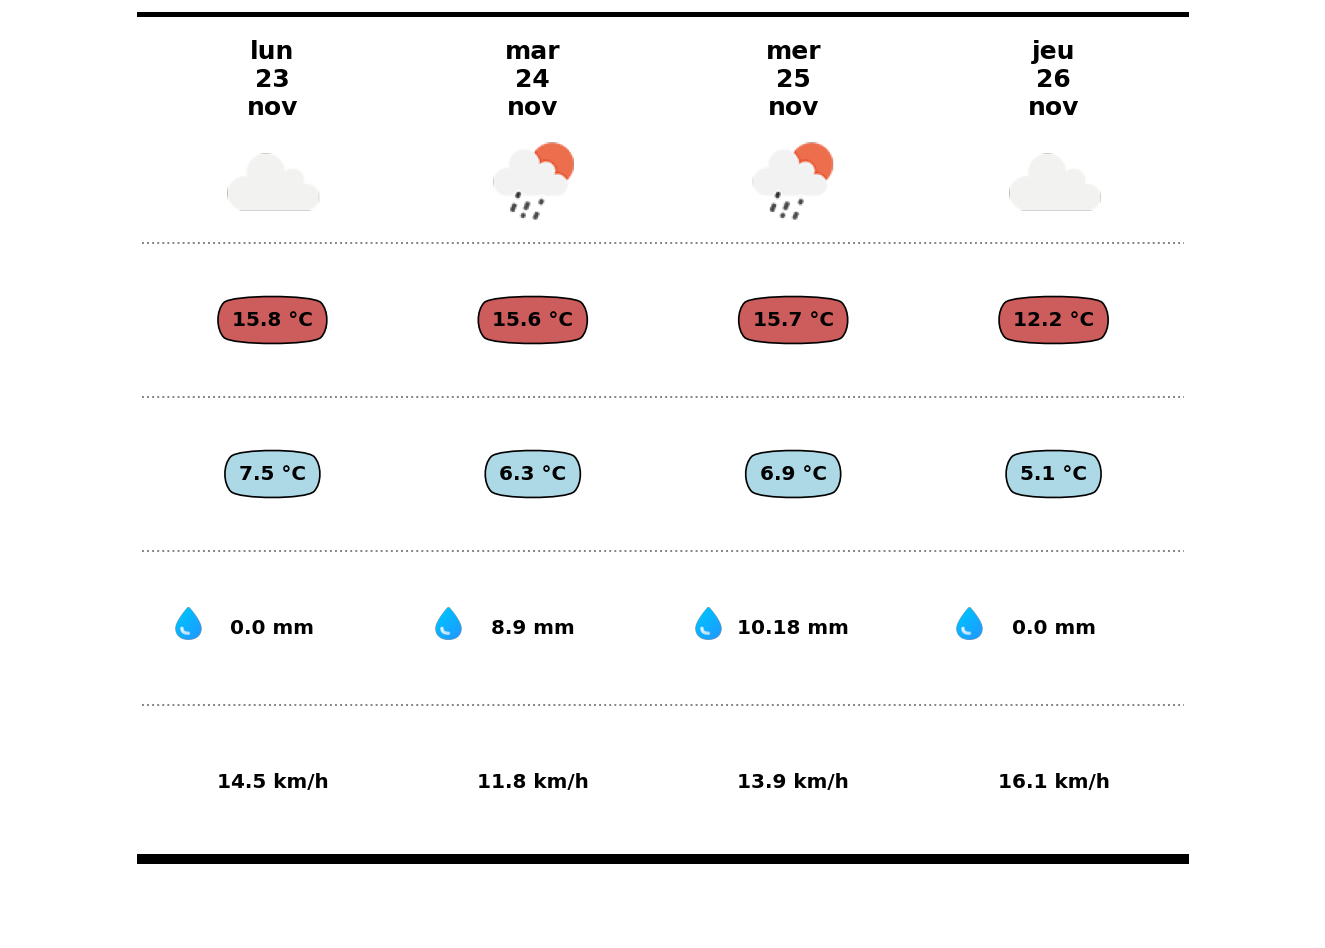 lun
23
nov
mar
24
nov
mer
25
nov
jeu
26
nov
15.8 °C
15.6 °C
15.7 °C
12.2 °C
7.5 °C
6.3 °C
6.9 °C
5.1 °C
0.0 mm
8.9 mm
10.18 mm
0.0 mm
14.5 km/h
11.8 km/h
13.9 km/h
16.1 km/h